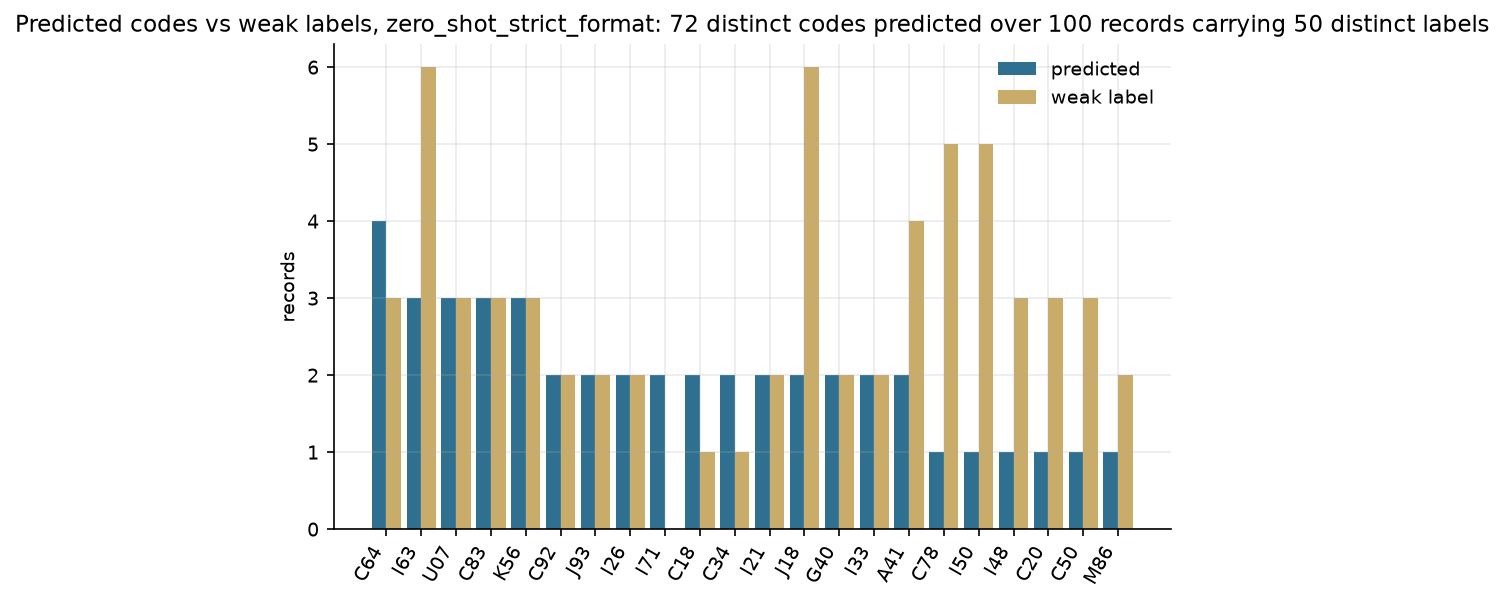 Predicted codes vs weak labels, zero_shot_strict_format: 72 distinct codes predicted over 100 records carrying 50 distinct labels
predicted
weak label
records
6
5
4
3
2
1
0
C64
I63
U07
C83
K56
C92
J93
I26
I71
C18
C34
I21
J18
G40
I33
A41
C78
I50
I48
C20
C50
M86